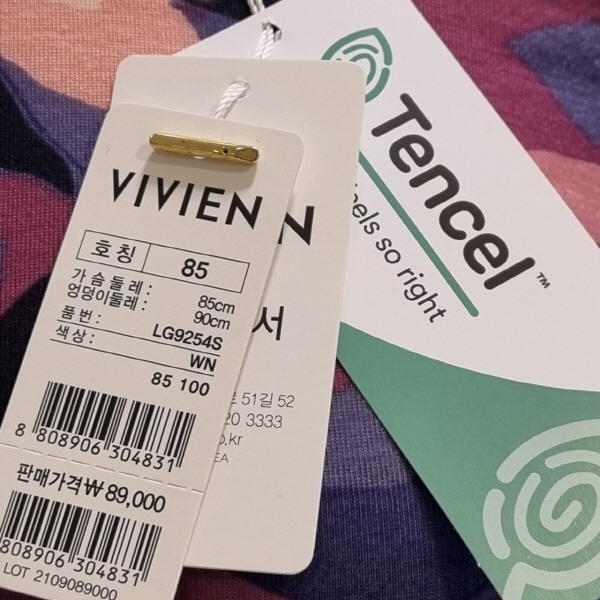 VIVIEN
호칭 85
가슴둘레: 85cm
엉덩이둘레: 90cm
품번: LG9254S
색상: WN
85 100
8 808906 304831
판매가격₩89,000
808906 304831
LOT 2109089000
N
서
51길 52
20 3333
.kr
EA
Tencel™
feels so right